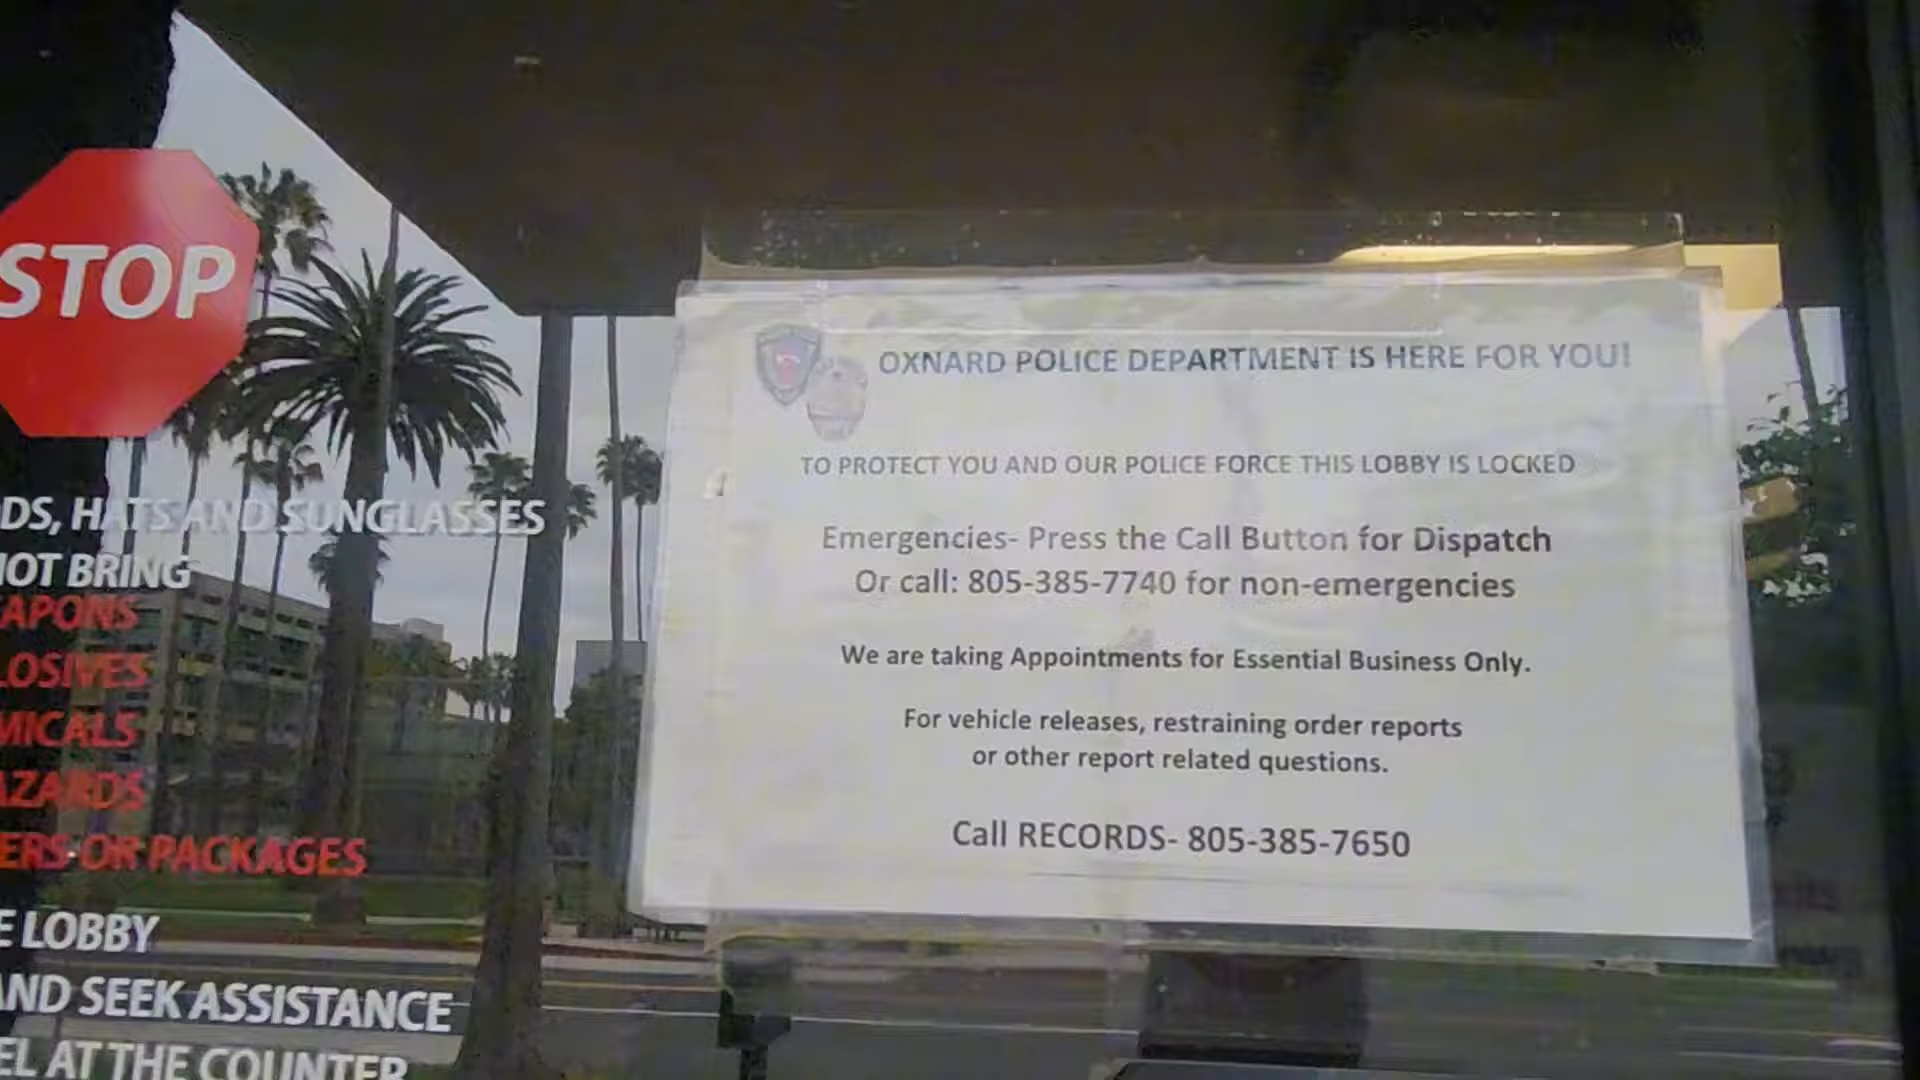 STOP
DS, HATS AND SUNGLASSES
NOT BRING
APONS
LOSIVES
MICALS
AZARDS
ERS OR PACKAGES
E LOBBY
AND SEEK ASSISTANCE
EL AT THE COUNTER
OXNARD POLICE DEPARTMENT IS HERE FOR YOU!
TO PROTECT YOU AND OUR POLICE FORCE THIS LOBBY IS LOCKED
Emergencies- Press the Call Button for Dispatch
Or call: 805-385-7740 for non-emergencies
We are taking Appointments for Essential Business Only.
For vehicle releases, restraining order reports
or other report related questions.
Call RECORDS- 805-385-7650